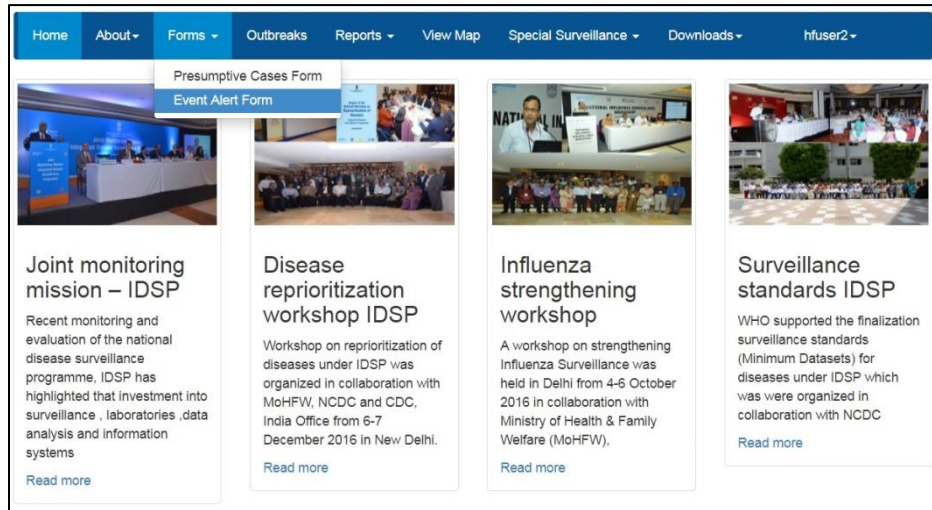 Home About Forms Outbreaks Reports View Map Special Surveillance Downloads hfuser2
Presumptive Cases Form
Event Alert Form
Joint monitoring
mission – IDSP
Recent monitoring and
evaluation of the national
disease surveillance
programme, IDSP has
highlighted that investment into
surveillance , laboratories ,data
analysis and information
systems
Read more
Disease
reprioritization
workshop IDSP
Workshop on reprioritization of
diseases under IDSP was
organized in collaboration with
MoHFW, NCDC and CDC,
India Office from 6-7
December 2016 in New Delhi.
Read more
Influenza
strengthening
workshop
A workshop on strengthening
Influenza Surveillance was
held in Delhi from 4-6 October
2016 in collaboration with
Ministry of Health & Family
Welfare (MoHFW),
Read more
Surveillance
standards IDSP
WHO supported the finalization
surveillance standards
(Minimum Datasets) for
diseases under IDSP which
was were organized in
collaboration with NCDC
Read more